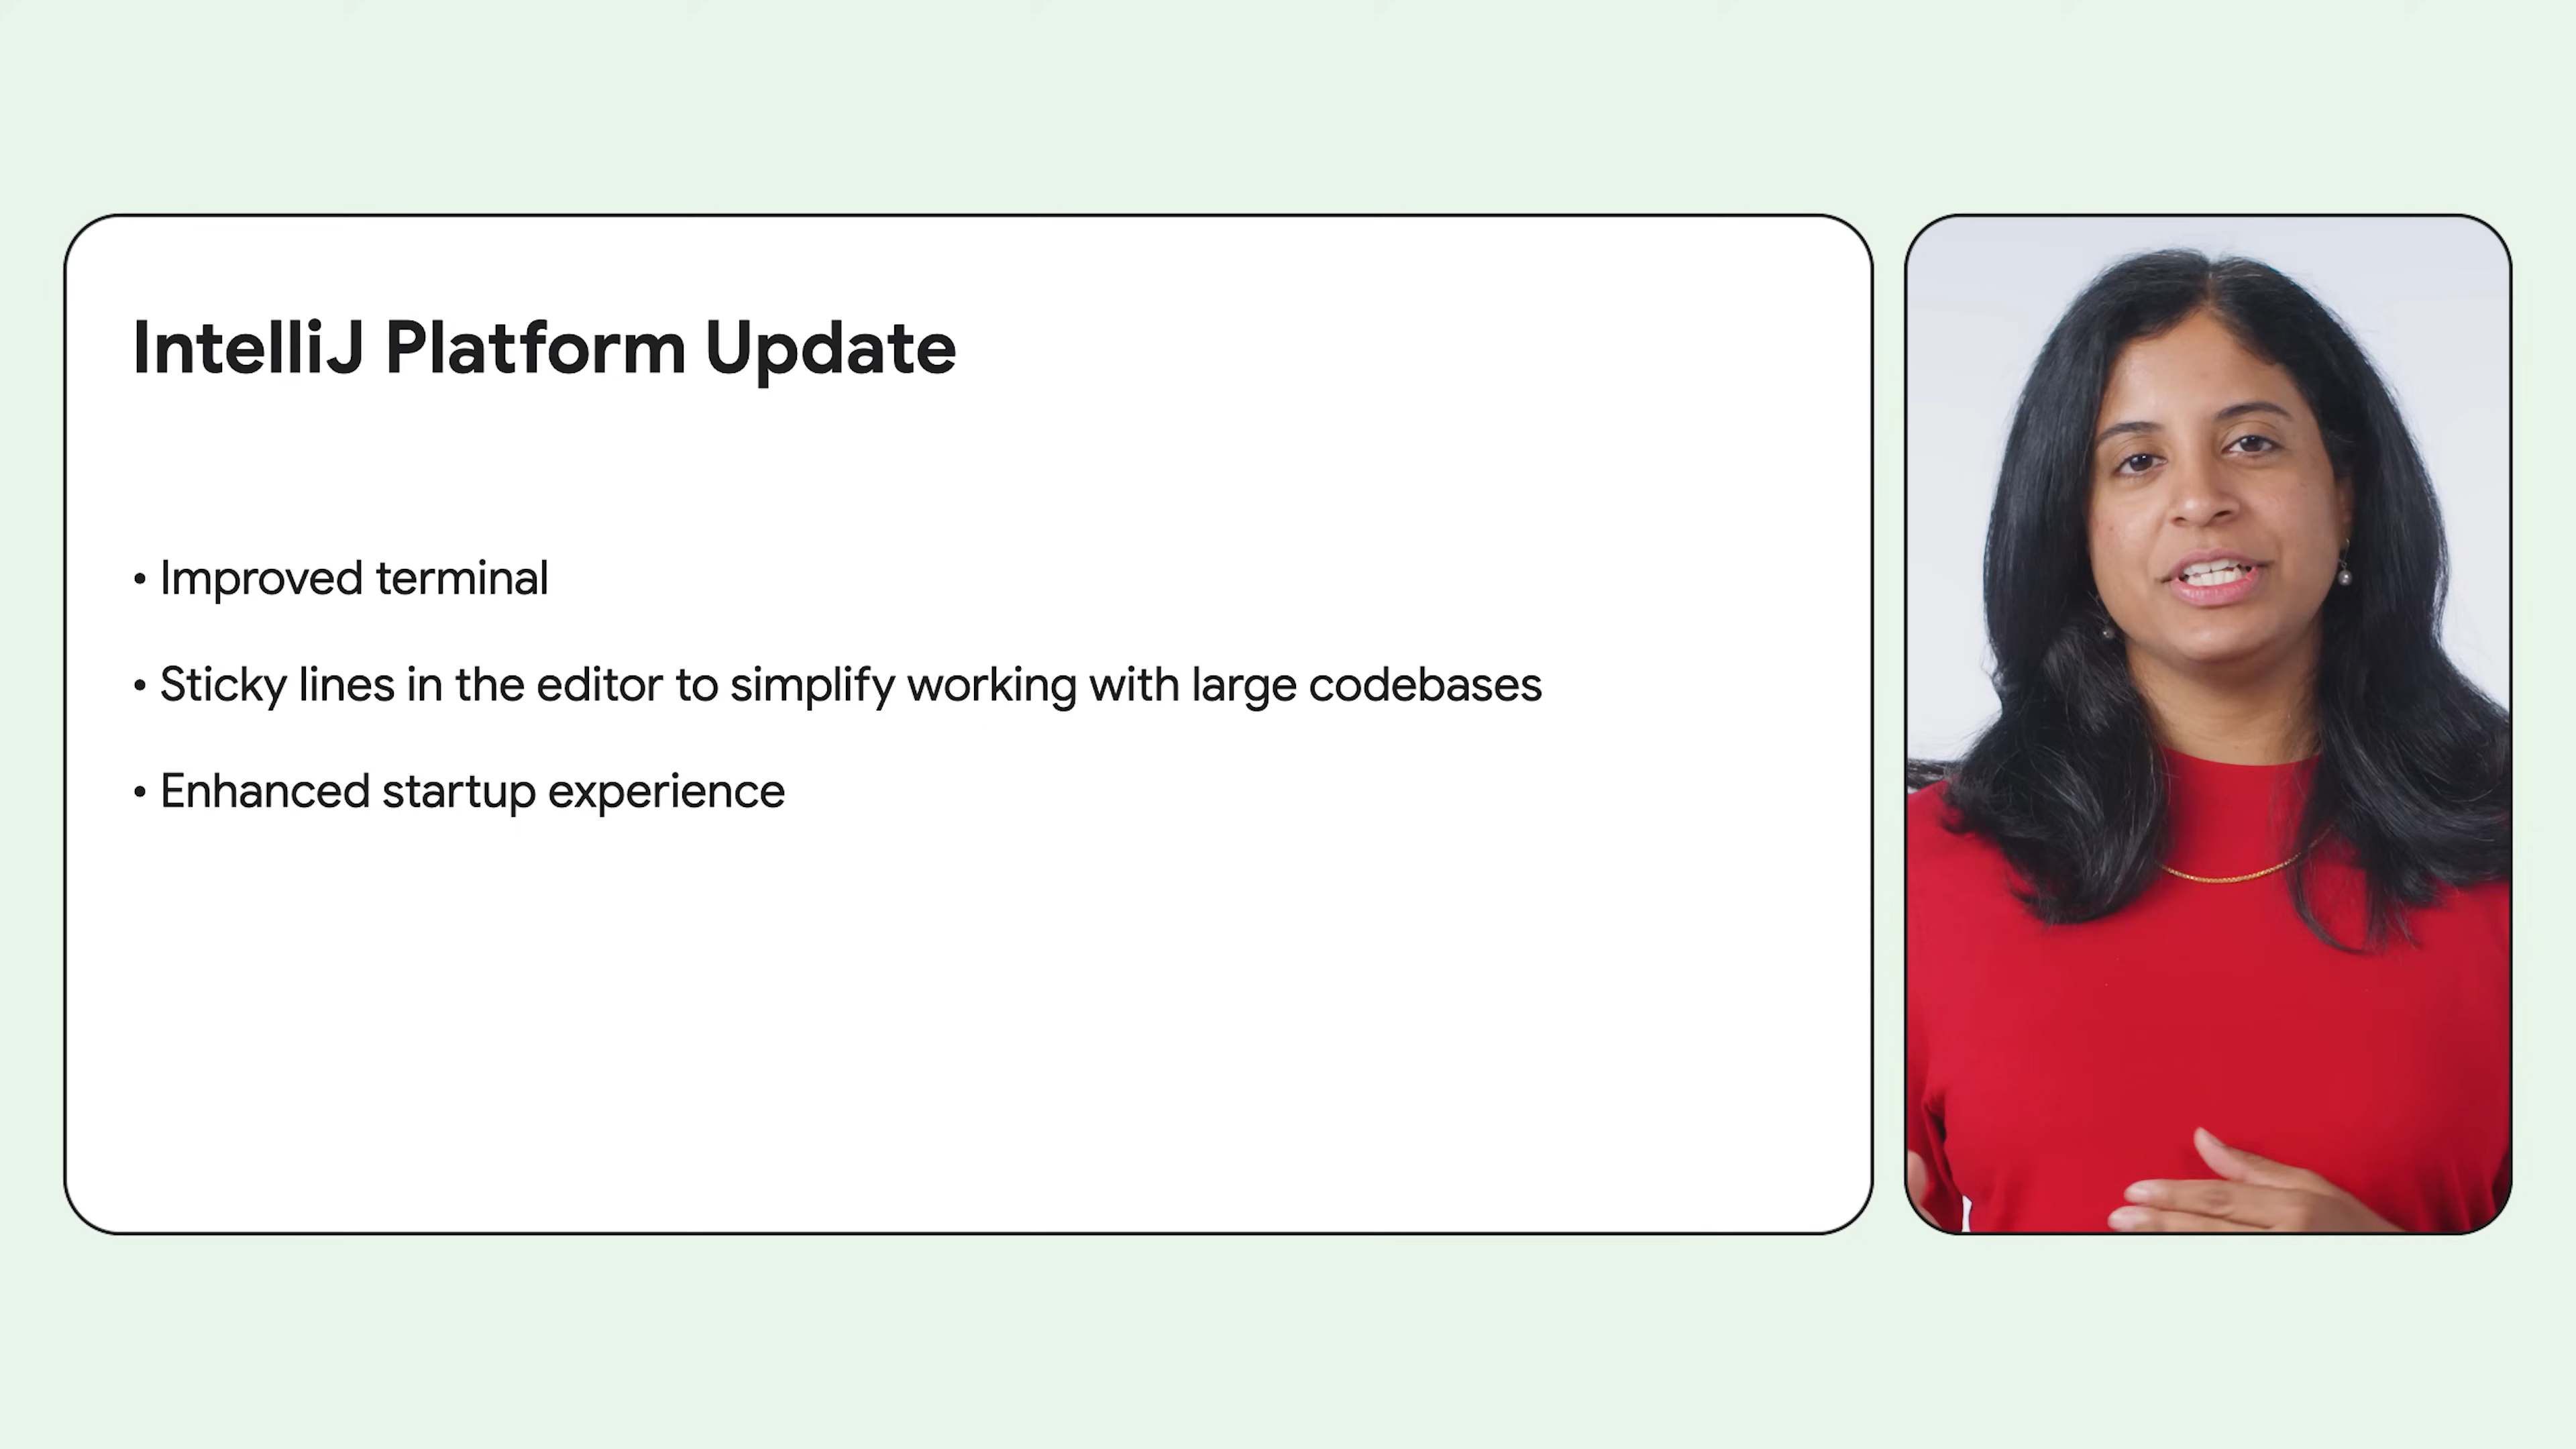 IntelliJ Platform Update
• Improved terminal
• Sticky lines in the editor to simplify working with large codebases
• Enhanced startup experience